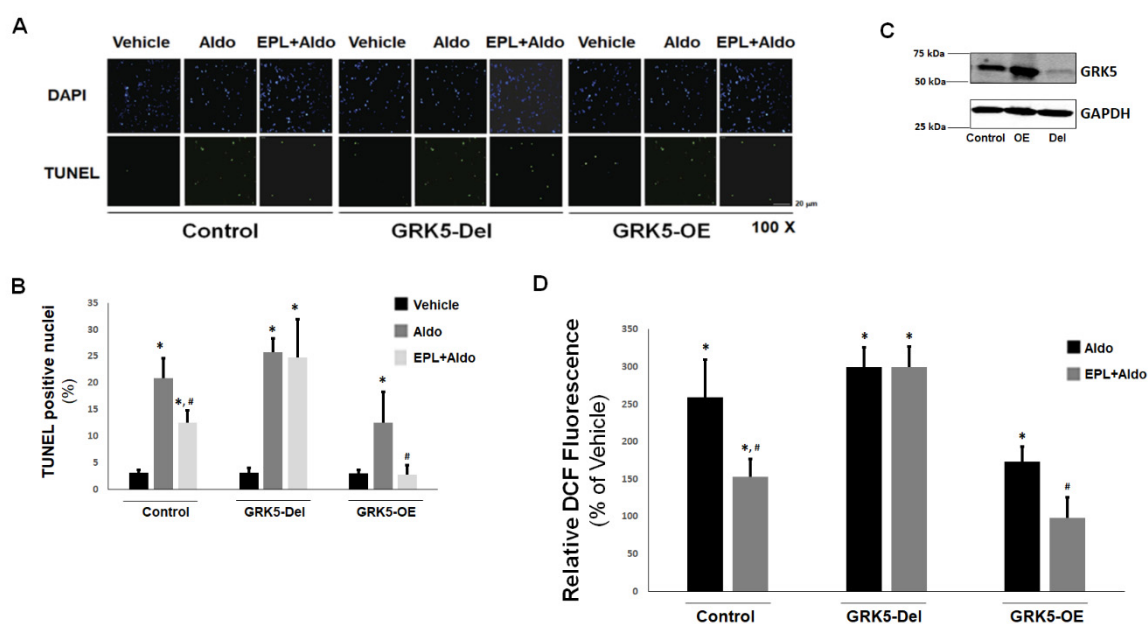 A
Vehicle Aldo EPL+Aldo Vehicle Aldo EPL+Aldo Vehicle Aldo EPL+Aldo
DAPI
TUNEL
20 μm
Control GRK5-Del GRK5-OE 100 X
C
75 kDa
GRK5
50 kDa
GAPDH
25 kDa
Control OE Del
B
TUNEL positive nuclei
(%)
35
30
25
20
15
10
5
0
*
*, #
*
*
*
#
Vehicle
Aldo
EPL+Aldo
Control GRK5-Del GRK5-OE
D
Relative DCF Fluorescence
(% of Vehicle)
350
300
250
200
150
100
50
0
*
*, #
*
*
*
#
Aldo
EPL+Aldo
Control GRK5-Del GRK5-OE